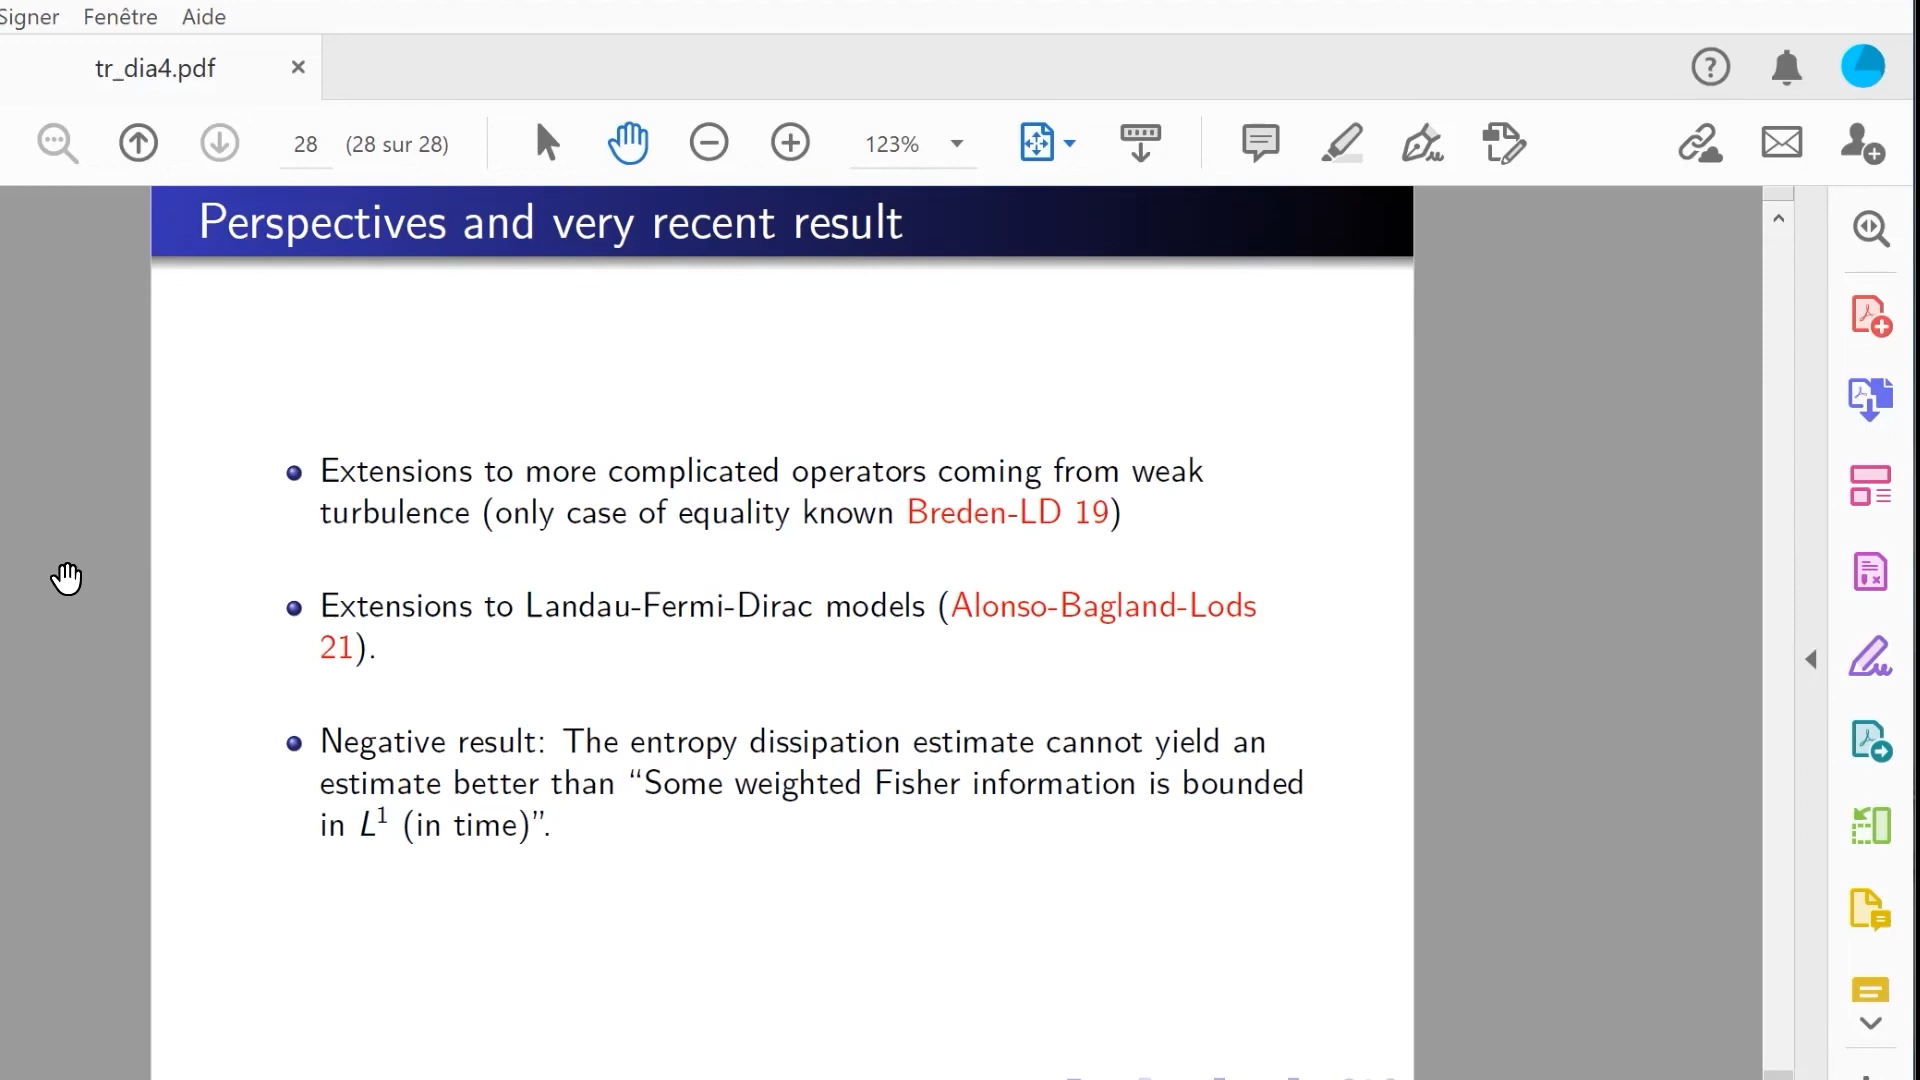 Signer Fenêtre Aide
tr_dia4.pdf
28 (28 sur 28) 123%
Perspectives and very recent result
Extensions to more complicated operators coming from weak
turbulence (only case of equality known Breden-LD 19)
Extensions to Landau-Fermi-Dirac models (Alonso-Bagland-Lods
21).
Negative result: The entropy dissipation estimate cannot yield an
estimate better than “Some weighted Fisher information is bounded
in L¹ (in time)”.